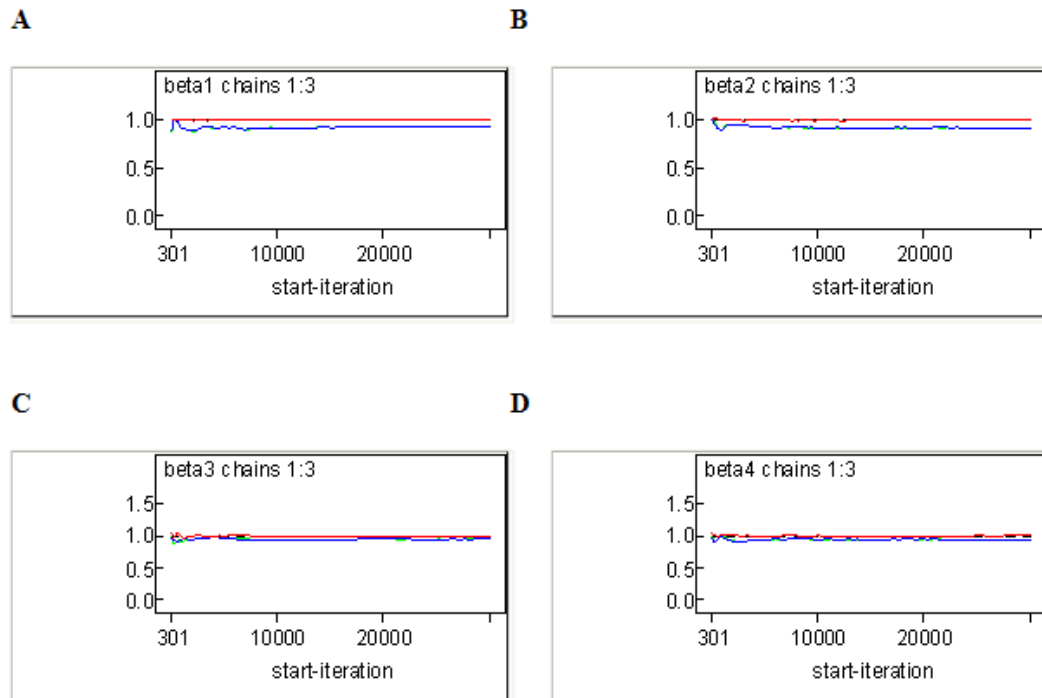 A
B
beta1 chains 1:3
1.0
0.5
0.0
301 10000 20000
start-iteration
beta2 chains 1:3
1.0
0.5
0.0
301 10000 20000
start-iteration
C
D
beta3 chains 1:3
1.5
1.0
0.5
0.0
301 10000 20000
start-iteration
beta4 chains 1:3
1.5
1.0
0.5
0.0
301 10000 20000
start-iteration